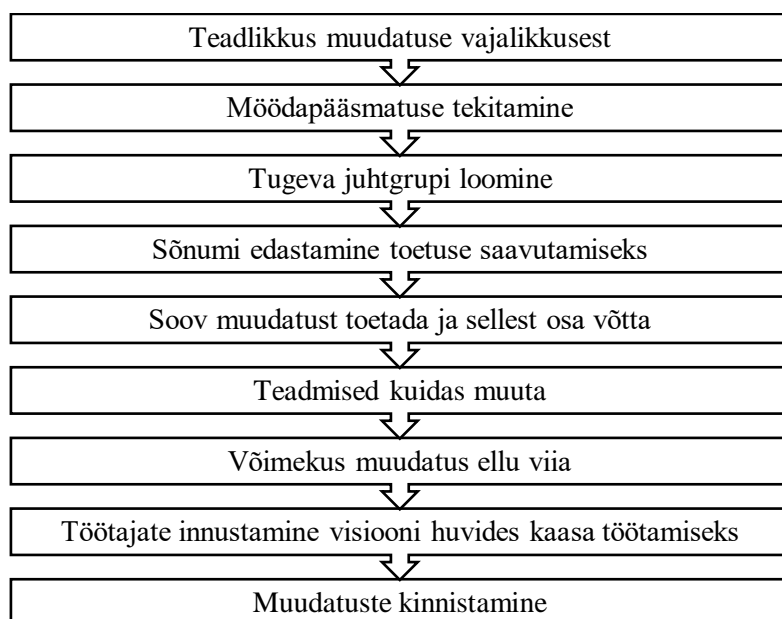 Teadlikkus muudatuse vajalikkusest
Möödapääsmatuse tekitamine
Tugeva juhtgrupi loomine
Sõnumi edastamine toetuse saavutamiseks
Soov muudatust toetada ja sellest osa võtta
Teadmised kuidas muuta
Võimekus muudatus ellu viia
Töötajate innustamine visiooni huvides kaasa töötamiseks
Muudatuste kinnistamine